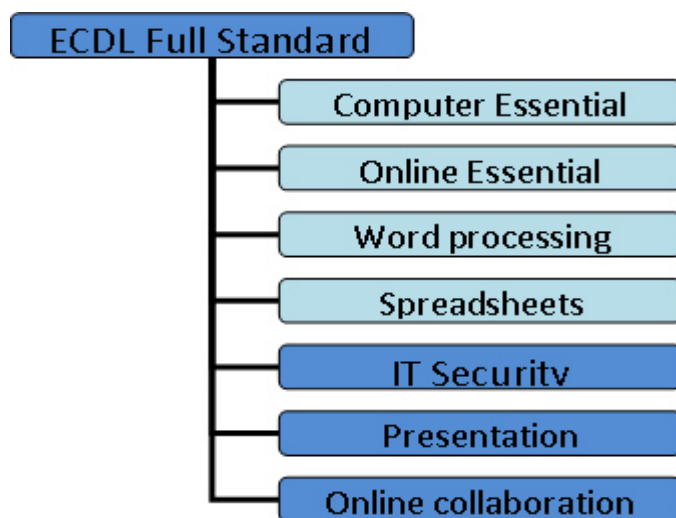 ECDL Full Standard
Computer Essential
Online Essential
Word processing
Spreadsheets
IT Security
Presentation
Online collaboration